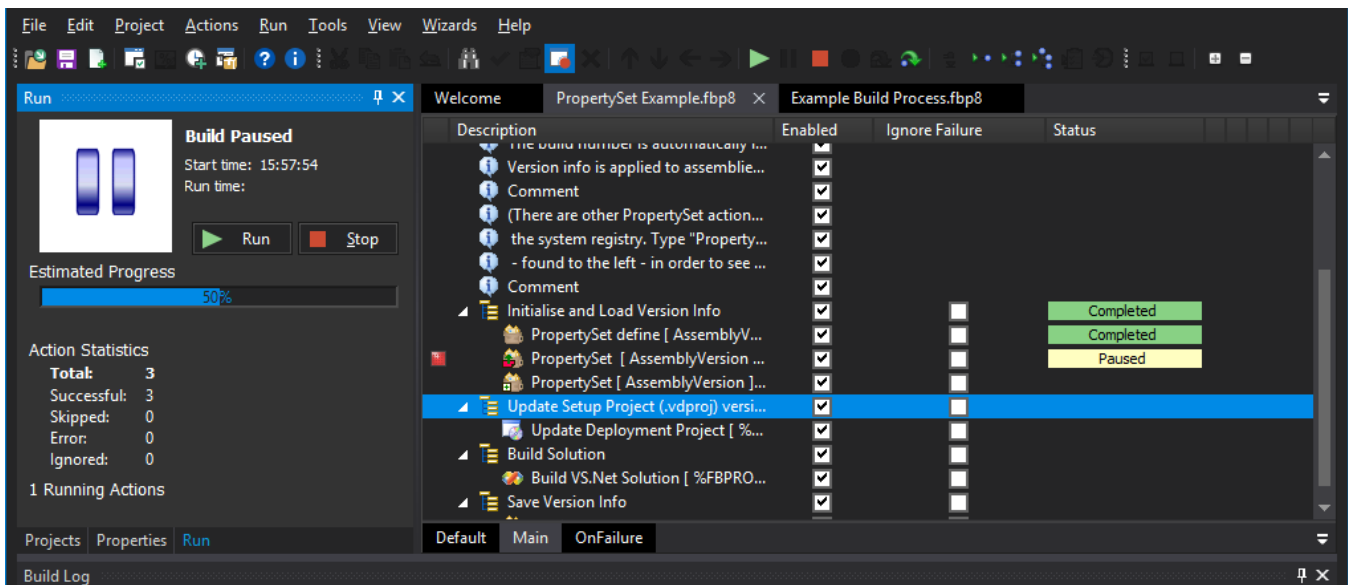 File Edit Project Actions Run Tools View Wizards Help
Run
Build Paused
Start time: 15:57:54
Run time:
Run Stop
Estimated Progress
50%
Action Statistics
Total: 3
Successful: 3
Skipped: 0
Error: 0
Ignored: 0
1 Running Actions
Projects Properties Run
Welcome PropertySet Example.fbp8 Example Build Process.fbp8
Description Enabled Ignore Failure Status
The build number is automatically i...
Version info is applied to assemblie...
Comment
(There are other PropertySet action...
the system registry. Type "Property...
- found to the left - in order to see ...
Comment
Initialise and Load Version Info Completed
PropertySet define [ AssemblyV... Completed
PropertySet [ AssemblyVersion ... Paused
PropertySet [ AssemblyVersion ]...
Update Setup Project (.vdproj) versi...
Update Deployment Project [ %...
Build Solution
Build VS.Net Solution [ %FBPRO...
Save Version Info
Default Main OnFailure
Build Log